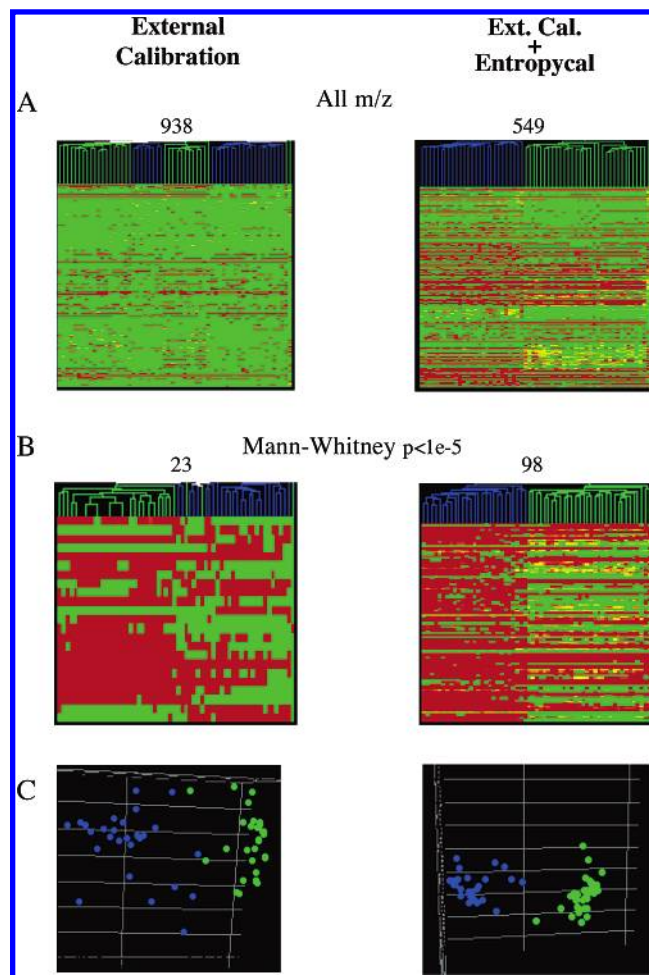 External
Calibration
Ext. Cal.
+
Entropycal
A
All m/z
938
549
B
Mann-Whitney p<1e-5
23
98
C